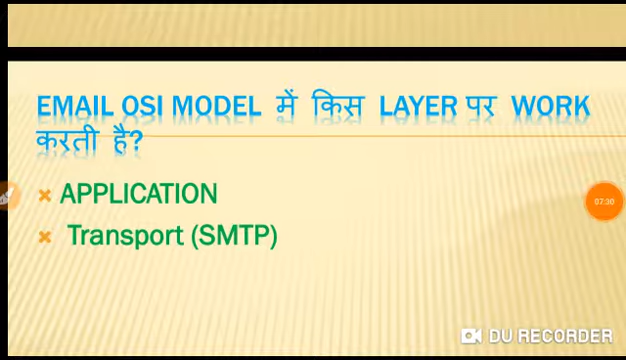 EMAIL OSI MODEL में किस LAYER पर WORK
करती है?
APPLICATION
Transport (SMTP)
07:30
DU RECORDER